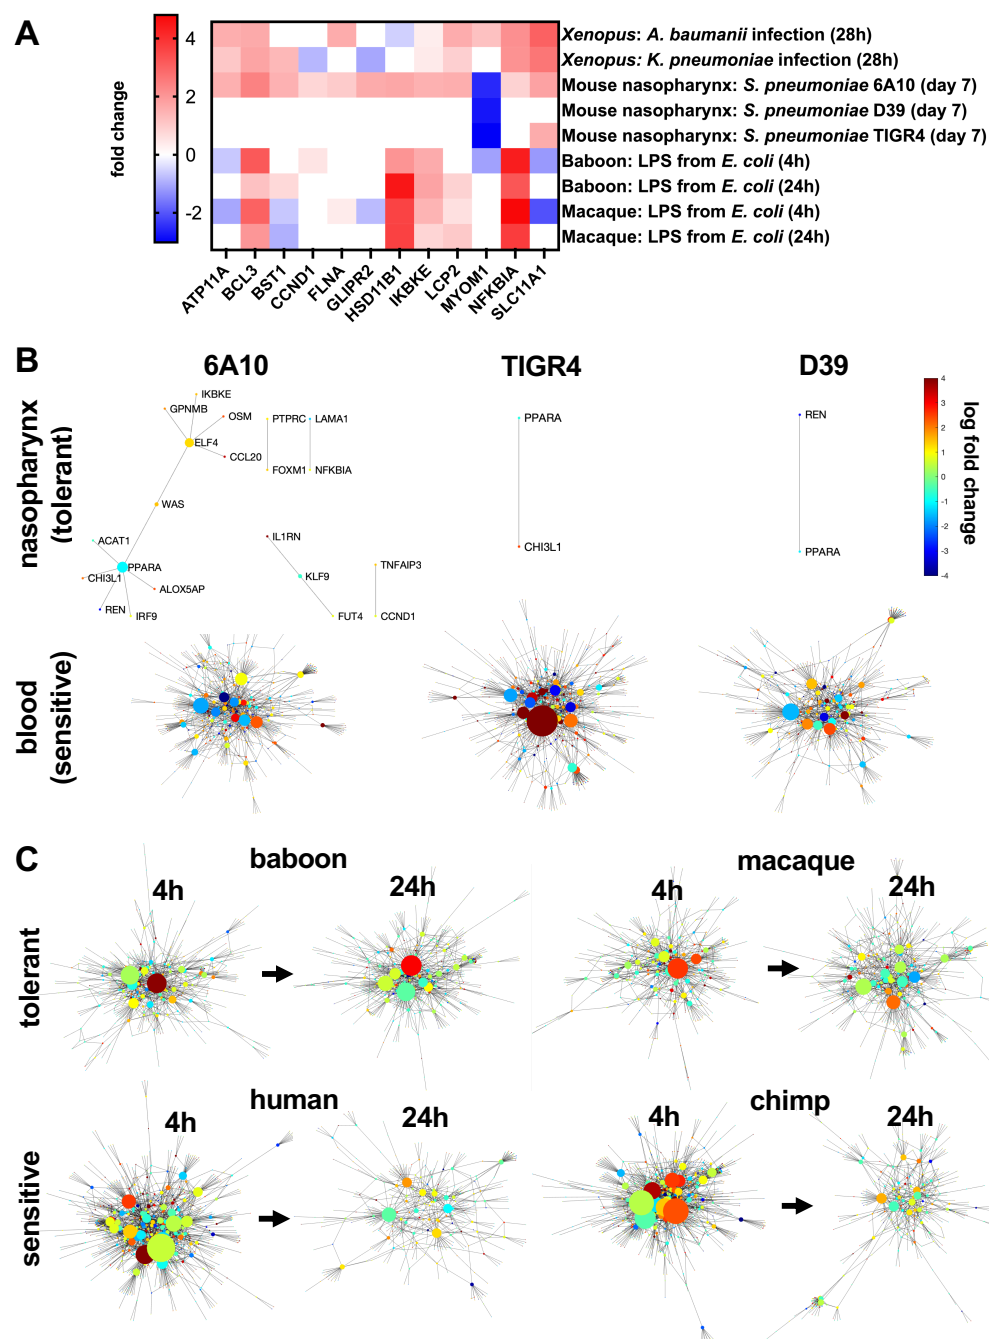 A
fold change
4
2
0
-2
Xenopus: A. baumanii infection (28h)
Xenopus: K. pneumoniae infection (28h)
Mouse nasopharynx: S. pneumoniae 6A10 (day 7)
Mouse nasopharynx: S. pneumoniae D39 (day 7)
Mouse nasopharynx: S. pneumoniae TIGR4 (day 7)
Baboon: LPS from E. coli (4h)
Baboon: LPS from E. coli (24h)
Macaque: LPS from E. coli (4h)
Macaque: LPS from E. coli (24h)
ATP11A
BCL3
BST1
CCND1
FLNA
GLIPR2
HSD11B1
IKBKE
LCP2
MYOM1
NFKBIA
SLC11A1
B
6A10
TIGR4
D39
nasopharynx
(tolerant)
IKBKE
GPNMB
OSM
ELF4
CCL20
WAS
ACAT1
PPARA
CHI3L1
ALOX5AP
REN
IRF9
PTPRC
LAMA1
FOXM1
NFKBIA
IL1RN
KLF9
FUT4
TNFAIP3
CCND1
PPARA
CHI3L1
REN
PPARA
4
3
2
1
0
-1
-2
-3
-4
log fold change
blood
(sensitive)
C
baboon
macaque
tolerant
4h
24h
4h
24h
human
chimp
sensitive
4h
24h
4h
24h